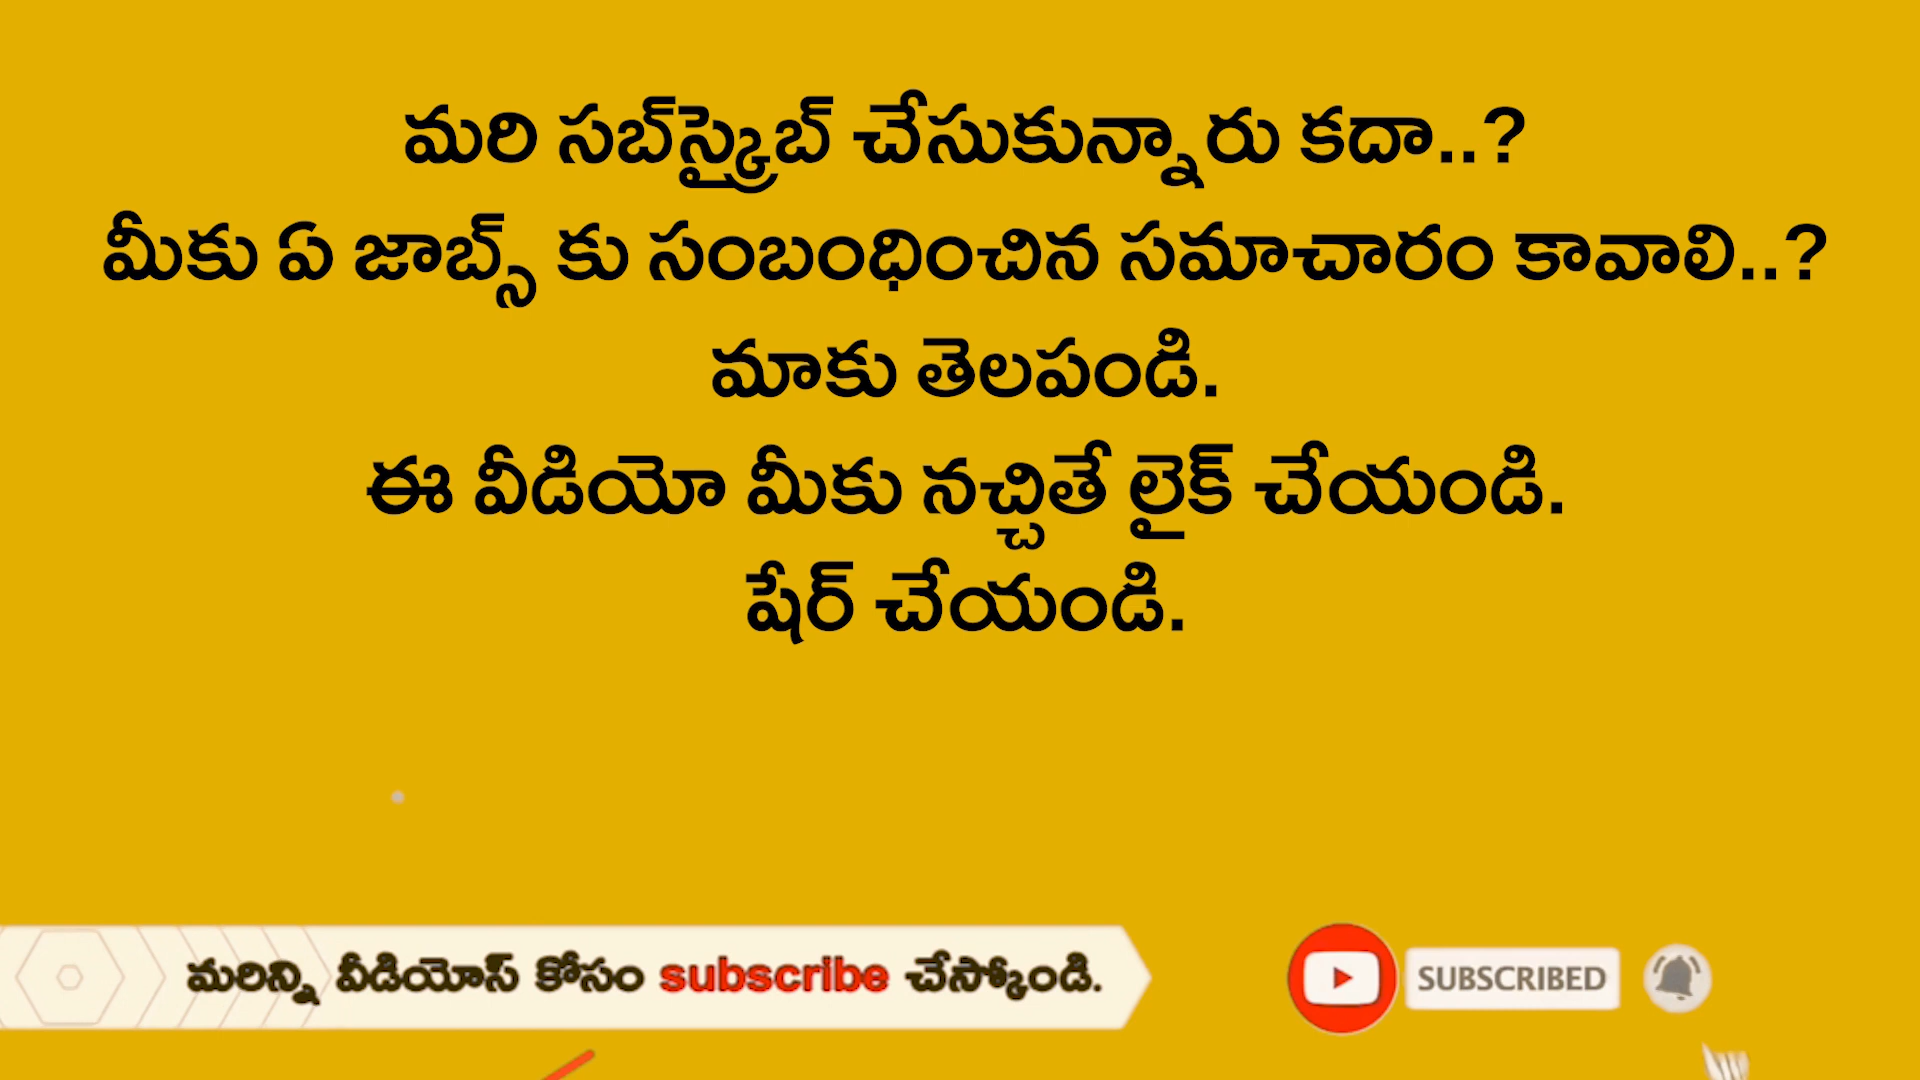 మరి సబ్‌స్క్రైబ్ చేసుకున్నారు కదా..?
మీకు ఏ జాబ్స్ కు సంబంధించిన సమాచారం కావాలి..?
మాకు తెలపండి.
ఈ వీడియో మీకు నచ్చితే లైక్ చేయండి.
షేర్ చేయండి.
మరిన్ని వీడియోస్ కోసం subscribe చేస్కోండి.
SUBSCRIBED